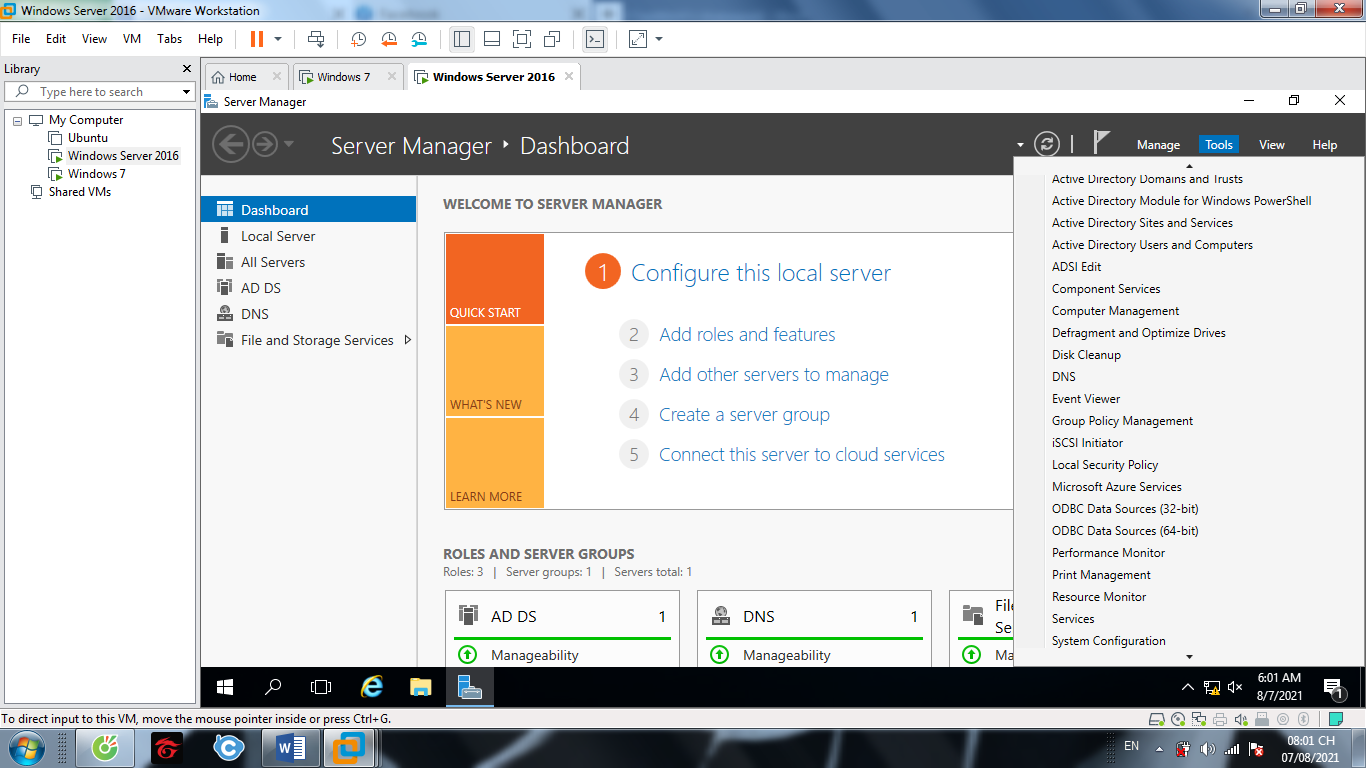 Windows Server 2016 - VMware Workstation
File Edit View VM Tabs Help
Library
Type here to search
My Computer
Ubuntu
Windows Server 2016
Windows 7
Shared VMs
Home
Windows 7
Windows Server 2016
Server Manager
Server Manager Dashboard
Manage Tools View Help
Dashboard
Local Server
All Servers
AD DS
DNS
File and Storage Services
WELCOME TO SERVER MANAGER
QUICK START
WHAT'S NEW
LEARN MORE
1 Configure this local server
2 Add roles and features
3 Add other servers to manage
4 Create a server group
5 Connect this server to cloud services
ROLES AND SERVER GROUPS
Roles: 3 | Server groups: 1 | Servers total: 1
AD DS 1
Manageability
DNS 1
Manageability
Active Directory Domains and Trusts
Active Directory Module for Windows PowerShell
Active Directory Sites and Services
Active Directory Users and Computers
ADSI Edit
Component Services
Computer Management
Defragment and Optimize Drives
Disk Cleanup
DNS
Event Viewer
Group Policy Management
iSCSI Initiator
Local Security Policy
Microsoft Azure Services
ODBC Data Sources (32-bit)
ODBC Data Sources (64-bit)
Performance Monitor
Print Management
Resource Monitor
Services
System Configuration
6:01 AM
8/7/2021
1
To direct input to this VM, move the mouse pointer inside or press Ctrl+G.
EN
08:01 CH
07/08/2021